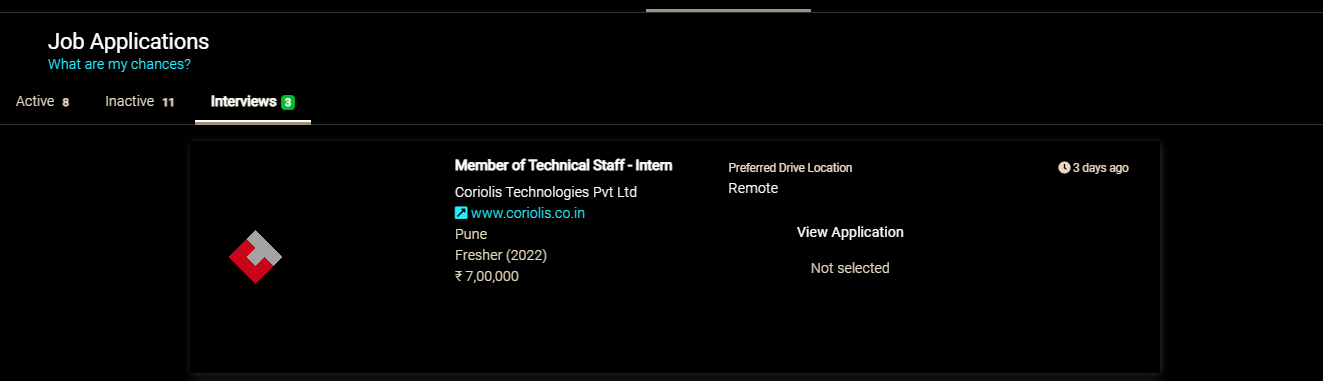 Job Applications
What are my chances?
Active 8 Inactive 11 Interviews 3
Member of Technical Staff - Intern
Coriolis Technologies Pvt Ltd
www.coriolis.co.in
Pune
Fresher (2022)
₹ 7,00,000
Preferred Drive Location
Remote
3 days ago
View Application
Not selected